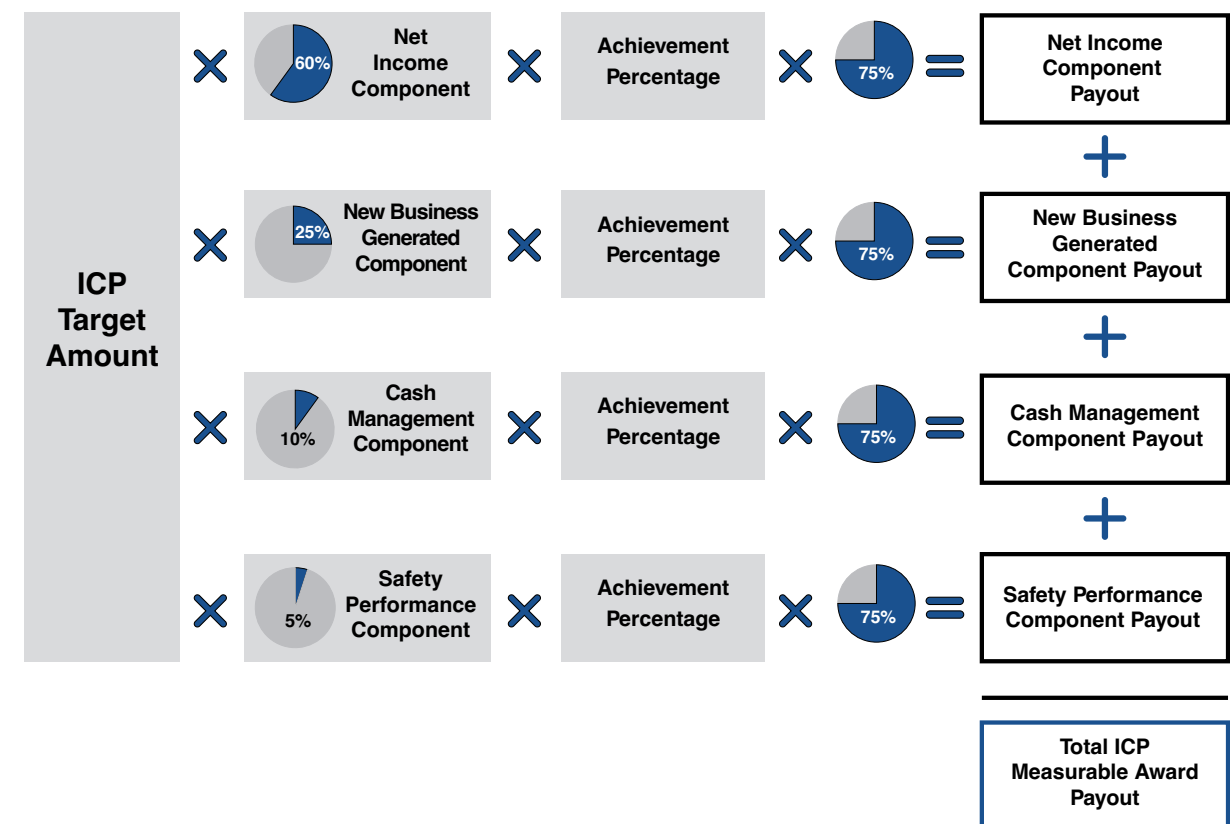 ICP
Target
Amount
60%
Net
Income
Component
Achievement
Percentage
75%
Net Income
Component
Payout
25%
New Business
Generated
Component
Achievement
Percentage
75%
New Business
Generated
Component Payout
10%
Cash
Management
Component
Achievement
Percentage
75%
Cash Management
Component Payout
5%
Safety
Performance
Component
Achievement
Percentage
75%
Safety Performance
Component Payout
Total ICP
Measurable Award
Payout